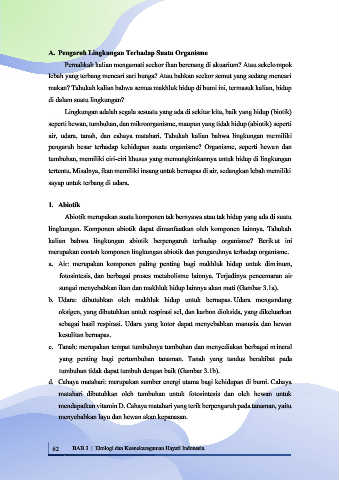 A. Pengaruh Lingkungan Terhadap Suatu Organisme
Pernahkah kalian mengamati seekor ikan berenang di akuarium? Atau sekelompok
lebah yang terbang mencari sari bunga? Atau bahkan seekor semut yang sedang mencari
makan? Tahukah kalian bahwa semua makhluk hidup di bumi ini, termasuk kalian, hidup
di dalam suatu lingkungan?
Lingkungan adalah segala sesuatu yang ada di sekitar kita, baik yang hidup (biotik)
seperti hewan, tumbuhan, dan mikroorganisme, maupun yang tidak hidup (abiotik) seperti
air, udara, tanah, dan cahaya matahari. Tahukah kalian bahwa lingkungan memiliki
pengaruh besar terhadap kehidupan suatu organisme? Organisme, seperti hewan dan
tumbuhan, memiliki ciri-ciri khusus yang memungkinkannya untuk hidup di lingkungan
tertentu. Misalnya, ikan memiliki insang untuk bernapas di air, sedangkan lebah memiliki
sayap untuk terbang di udara.
1. Abiotik
Abiotik merupakan suatu komponen tak bernyawa atau tak hidup yang ada di suatu
lingkungan. Komponen abiotik dapat dimanfaatkan oleh komponen lainnya. Tahukah
kalian bahwa lingkungan abiotik berpengaruh terhadap organisme? Berikut ini
merupakan contoh komponen lingkungan abiotik dan pengaruhnya terhadap organisme.
a. Air: merupakan komponen paling penting bagi makhluk hidup untuk diminum,
fotosintesis, dan berbagai proses metabolisme lainnya. Terjadinya pencemaran air
sungai menyebabkan ikan dan makhluk hidup lainnya akan mati (Gambar 3.1a).
b. Udara: dibutuhkan oleh makhluk hidup untuk bernapas. Udara mengandung
oksigen, yang dibutuhkan untuk respirasi sel, dan karbon dioksida, yang dikeluarkan
sebagai hasil respirasi. Udara yang kotor dapat menyebabkan manusia dan hewan
kesulitan bernapas.
c. Tanah: merupakan tempat tumbuhnya tumbuhan dan menyediakan berbagai mineral
yang penting bagi pertumbuhan tanaman. Tanah yang tandus berakibat pada
tumbuhan tidak dapat tumbuh dengan baik (Gambar 3.1b).
d. Cahaya matahari: merupakan sumber energi utama bagi kehidupan di bumi. Cahaya
matahari dibutuhkan oleh tumbuhan untuk fotosintesis dan oleh hewan untuk
mendapatkan vitamin D. Cahaya matahari yang terik berpengaruh pada tanaman, yaitu
menyebabkan layu dan hewan akan kepanasan.
82 BAB 3 | Ekologi dan Keanekaragaman Hayati Indonesia